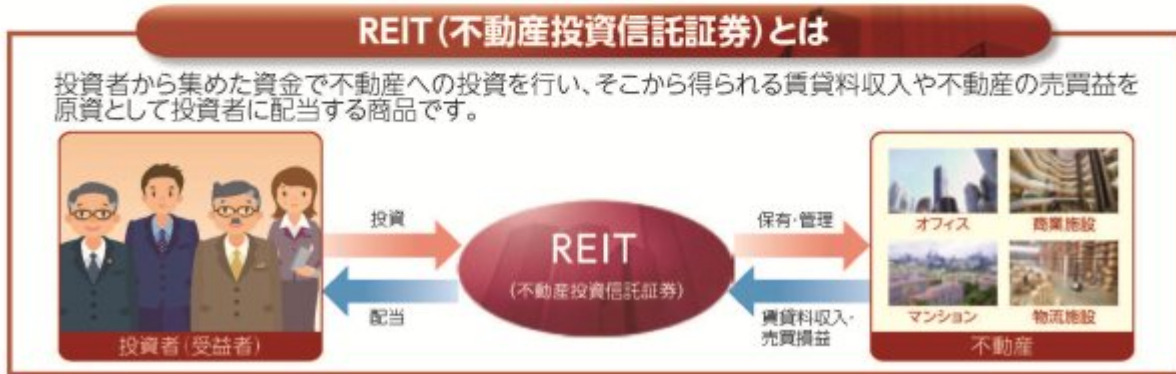 REIT(不動産投資信託証券)とは
投資者から集めた資金で不動産への投資を行い、そこから得られる賃貸料収入や不動産の売買益を
原資として投資者に配当する商品です。
投資
配当
投資者(受益者)
REIT
(不動産投資信託証券)
保有・管理
賃貸料収入・
売買損益
オフィス
商業施設
マンション
物流施設
不動産